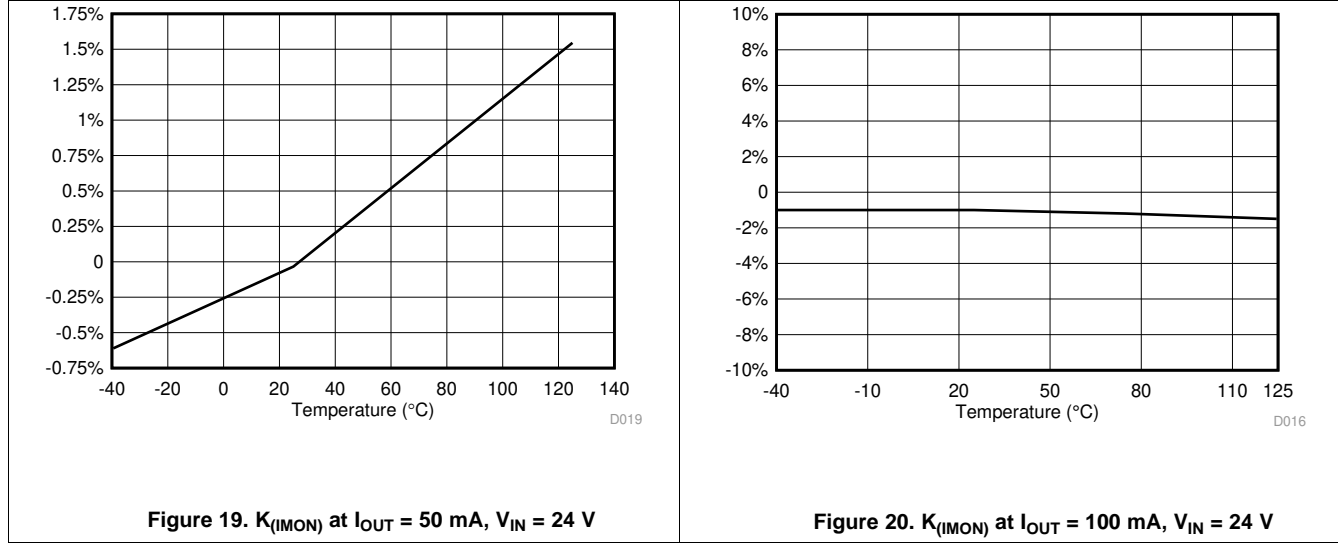 1.75%
1.5%
1.25%
1%
0.75%
0.5%
0.25%
0
-0.25%
-0.5%
-0.75%
-40 -20 0 20 40 60 80 100 120 140
Temperature (°C)
D019
Figure 19. K(IMON) at IOUT = 50 mA, VIN = 24 V
10%
8%
6%
4%
2%
0
-2%
-4%
-6%
-8%
-10%
-40 -10 20 50 80 110 125
Temperature (°C)
D016
Figure 20. K(IMON) at IOUT = 100 mA, VIN = 24 V